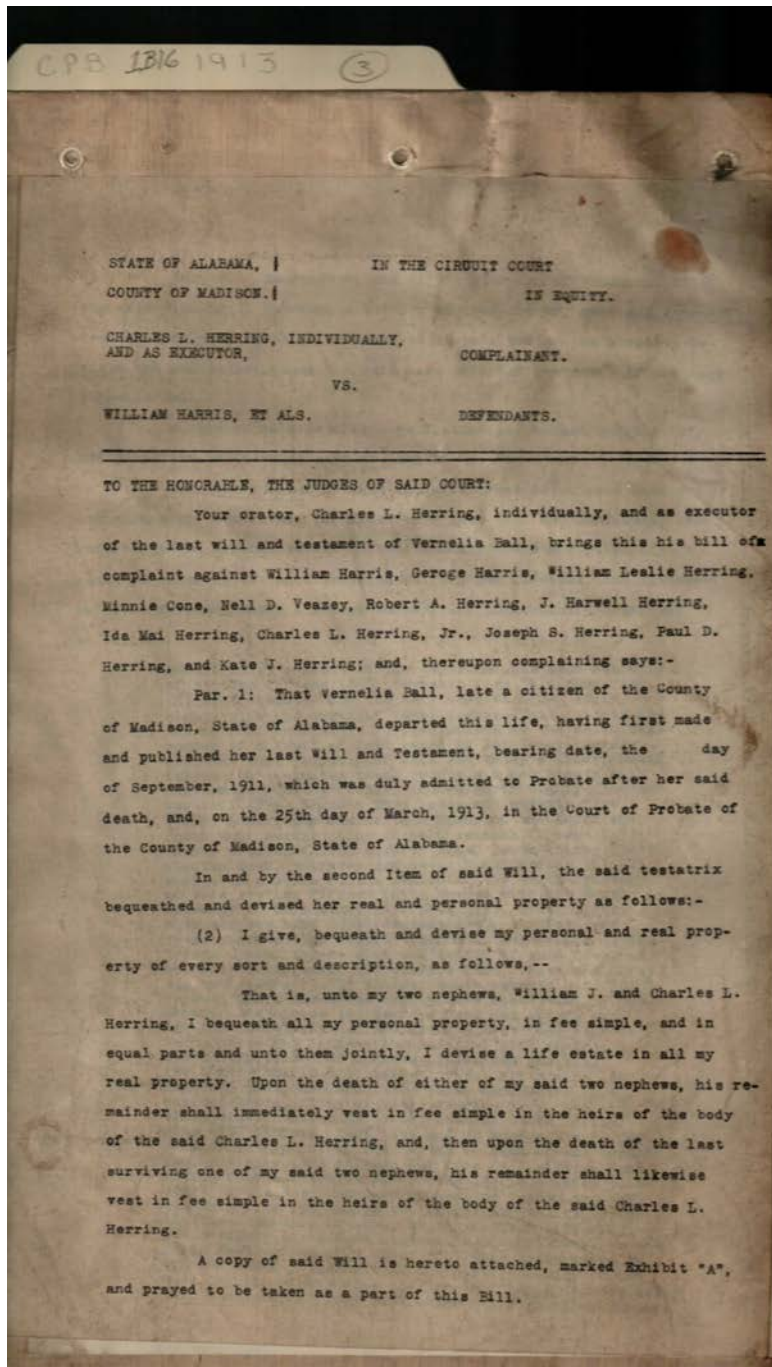 CPB 1316 1913 3
STATE OF ALABAMA, | IN THE CIRUUIT COURT
COUNTY OF MADISON.| IN EQUITY.
CHARLES L. HERRING, INDIVIDUALLY,
AND AS EXECUTOR, COMPLAINANT.
VS.
WILLIAM HARRIS, ET ALS. DEFENDANTS.
TO THE HONORABLE, THE JUDGES OF SAID COURT:
Your orator, Charles L. Herring, individually, and as executor
of the last will and testament of Vernelia Ball, brings this his bill ofx
complaint against William Harris, Geroge Harris, William Leslie Herring,
Minnie Cone, Nell D. Veazey, Robert A. Herring, J. Harwell Herring,
Ida Mai Herring, Charles L. Herring, Jr., Joseph S. Herring, Paul D.
Herring, and Kate J. Herring; and, thereupon complaining says:-
Par. 1: That Vernelia Ball, late a citizen of the County
of Madison, State of Alabama, departed this life, having first made
and published her last Will and Testament, bearing date, the day
of September, 1911, which was duly admitted to Probate after her said
death, and, on the 25th day of March, 1913, in the Court of Probate of
the County of Madison, State of Alabama.
In and by the second Item of said Will, the said testatrix
bequeathed and devised her real and personal property as follows:-
(2) I give, bequeath and devise my personal and real prop-
erty of every sort and description, as follows,--
That is, unto my two nephews, William J. and Charles L.
Herring, I bequeath all my personal property, in fee simple, and in
equal parts and unto them jointly, I devise a life estate in all my
real property. Upon the death of either of my said two nephews, his re-
mainder shall immediately vest in fee simple in the heirs of the body
of the said Charles L. Herring, and, then upon the death of the last
surviving one of my said two nephews, his remainder shall likewise
vest in fee simple in the heirs of the body of the said Charles L.
Herring.
A copy of said Will is hereto attached, marked Exhibit "A",
and prayed to be taken as a part of this Bill.